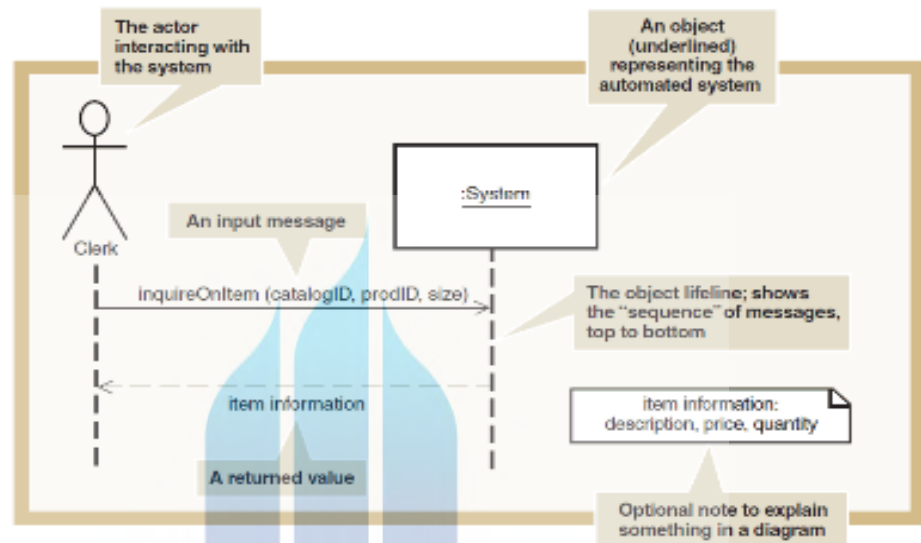 The actor
interacting with
the system
An object
(underlined)
representing the
automated system
:System
An input message
Clerk
inquireOnItem (catalogID, prodID, size)
The object lifeline; shows
the “sequence” of messages,
top to bottom
item information
item information:
description, price, quantity
A returned value
Optional note to explain
something in a diagram